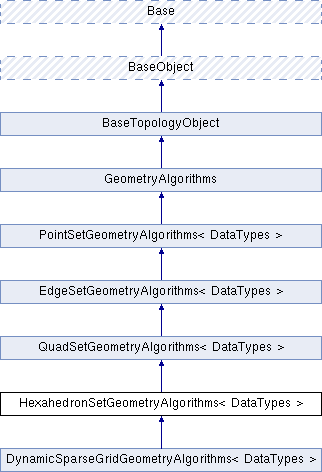 Base
BaseObject
BaseTopologyObject
GeometryAlgorithms
PointSetGeometryAlgorithms< DataTypes >
EdgeSetGeometryAlgorithms< DataTypes >
QuadSetGeometryAlgorithms< DataTypes >
HexahedronSetGeometryAlgorithms< DataTypes >
DynamicSparseGridGeometryAlgorithms< DataTypes >